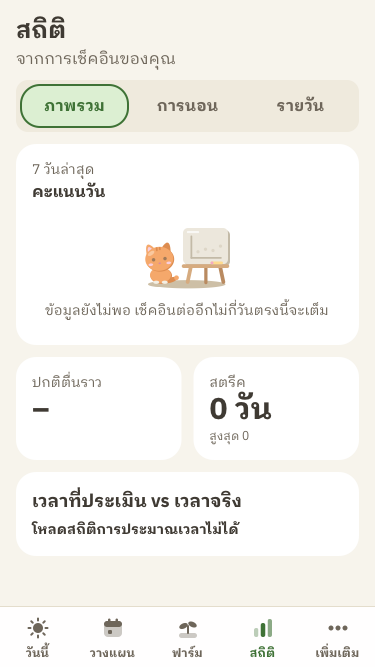 สถิติ
จากการเช็คอินของคุณ
ภาพรวม
การนอน
รายวัน
7 วันล่าสุด
คะแนนวัน
ข้อมูลยังไม่พอ เช็คอินต่ออีกไม่กี่วันตรงนี้จะเต็ม
ปกติตื่นราว
–
สตรีค
0 วัน
สูงสุด 0
เวลาที่ประเมิน vs เวลาจริง
โหลดสถิติการประมาณเวลาไม่ได้
วันนี้
วางแผน
ฟาร์ม
สถิติ
เพิ่มเติม